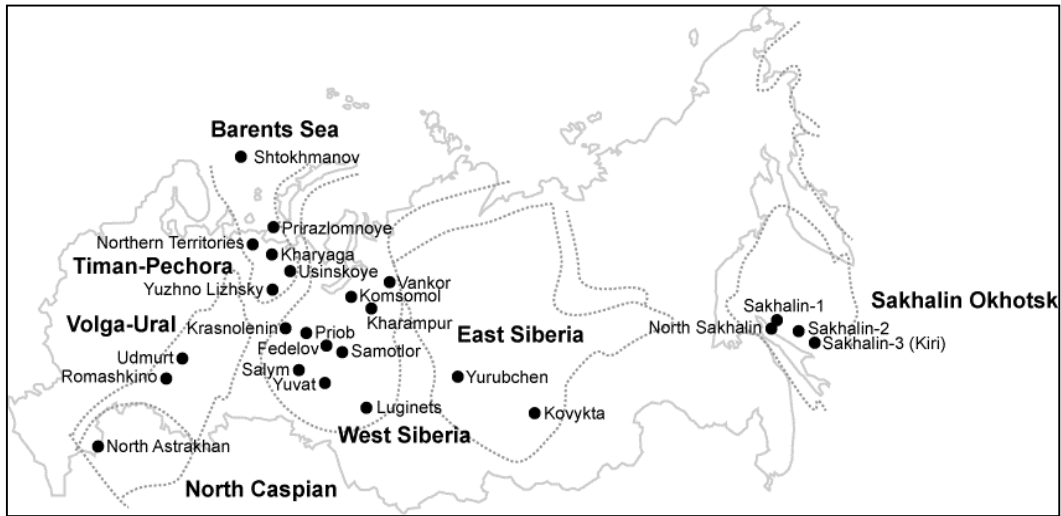 Barents Sea
Shtokhmanov
Prirazlomnoye
Northern Territories
Kharyaga
Timan-Pechora
Usinskoye
Yuzhno Lizhsky
Vankor
Komsomol
Kharampur
Sakhalin Okhotsk
Sakhalin-1
Volga-Ural
Krasnolenin
Priob
East Siberia
North Sakhalin
Sakhalin-2
Fedelov
Samotlor
Sakhalin-3 (Kiri)
Udmurt
Romashkino
Salym
Yuvat
Yurubchen
Luginets
Kovykta
West Siberia
North Astrakhan
North Caspian